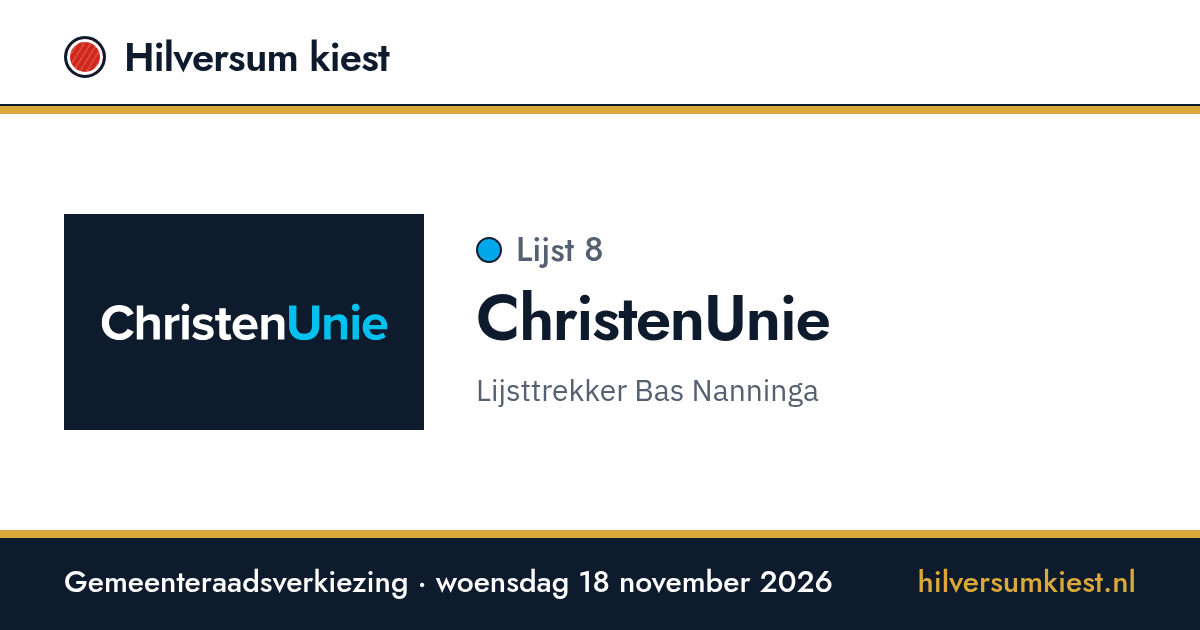 Hilversum kiest
ChristenUnie
Lijst 8
ChristenUnie
Lijsttrekker Bas Nanninga
Gemeenteraadsverkiezing · woensdag 18 november 2026
hilversumkiest.nl